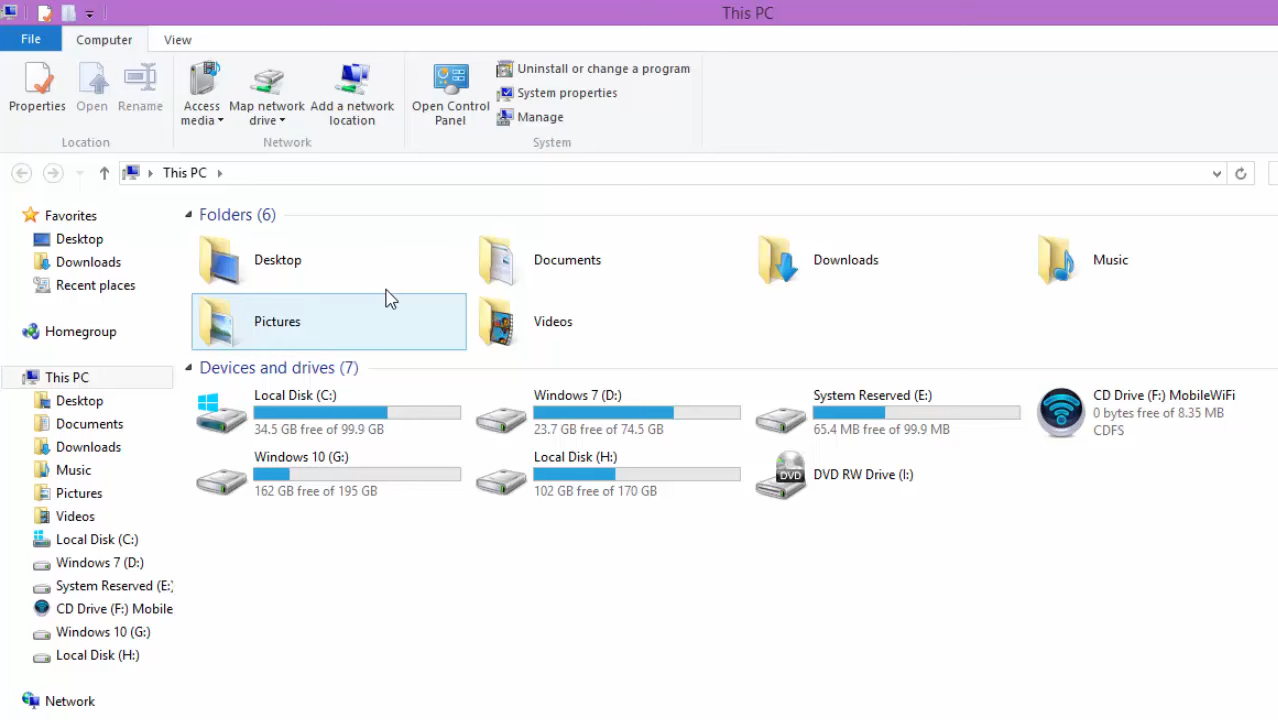 This PC
File
Computer
View
Properties
Open
Rename
Access media
Map network drive
Add a network location
Open Control Panel
Uninstall or change a program
System properties
Manage
Location
Network
System
This PC
Favorites
Desktop
Downloads
Recent places
Homegroup
This PC
Desktop
Documents
Downloads
Music
Pictures
Videos
Local Disk (C:)
Windows 7 (D:)
System Reserved (E:)
CD Drive (F:) Mobile
Windows 10 (G:)
Local Disk (H:)
Network
Folders (6)
Desktop
Documents
Downloads
Music
Pictures
Videos
Devices and drives (7)
Local Disk (C:)
34.5 GB free of 99.9 GB
Windows 7 (D:)
23.7 GB free of 74.5 GB
System Reserved (E:)
65.4 MB free of 99.9 MB
CD Drive (F:) MobileWiFi
0 bytes free of 8.35 MB
CDFS
Windows 10 (G:)
162 GB free of 195 GB
Local Disk (H:)
102 GB free of 170 GB
DVD
DVD RW Drive (I:)